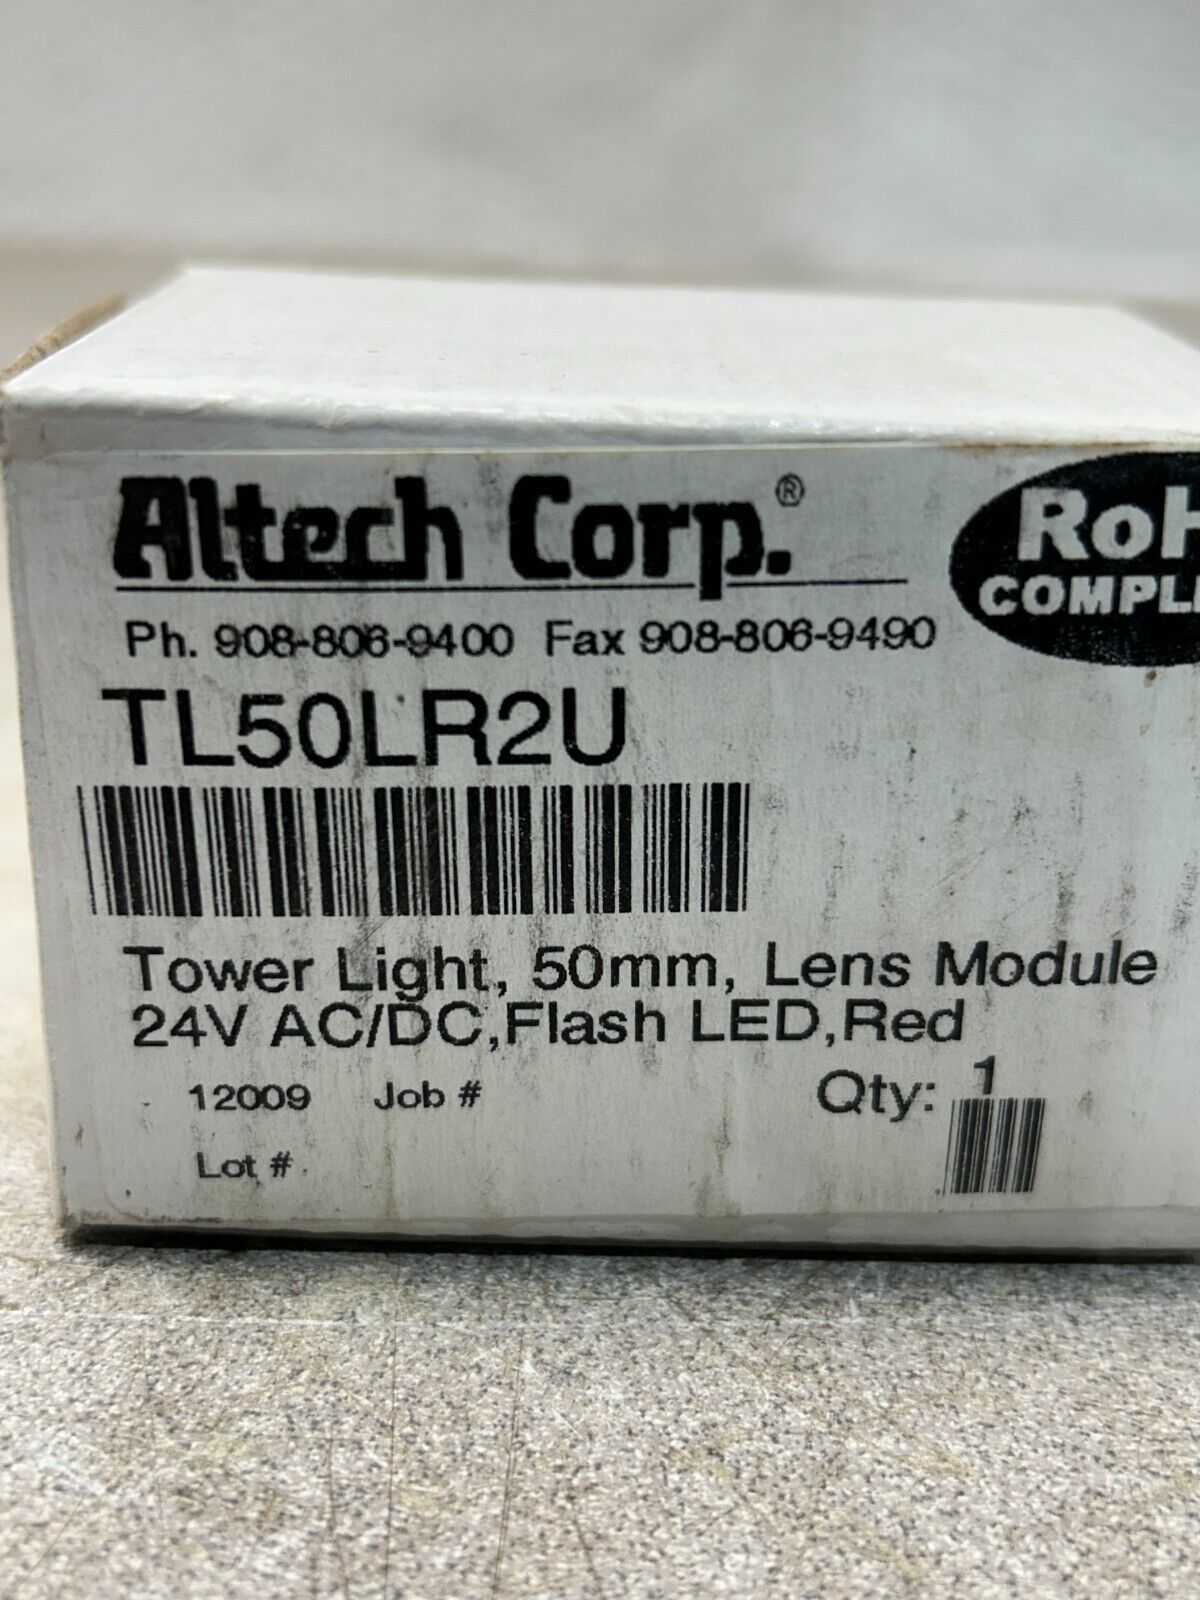 Altech Corp.®
RoH
COMPLI
Ph. 908-806-9400 Fax 908-806-9490
TL50LR2U
Tower Light, 50mm, Lens Module
24V AC/DC,Flash LED,Red
12009 Job #
Qty: 1
Lot #